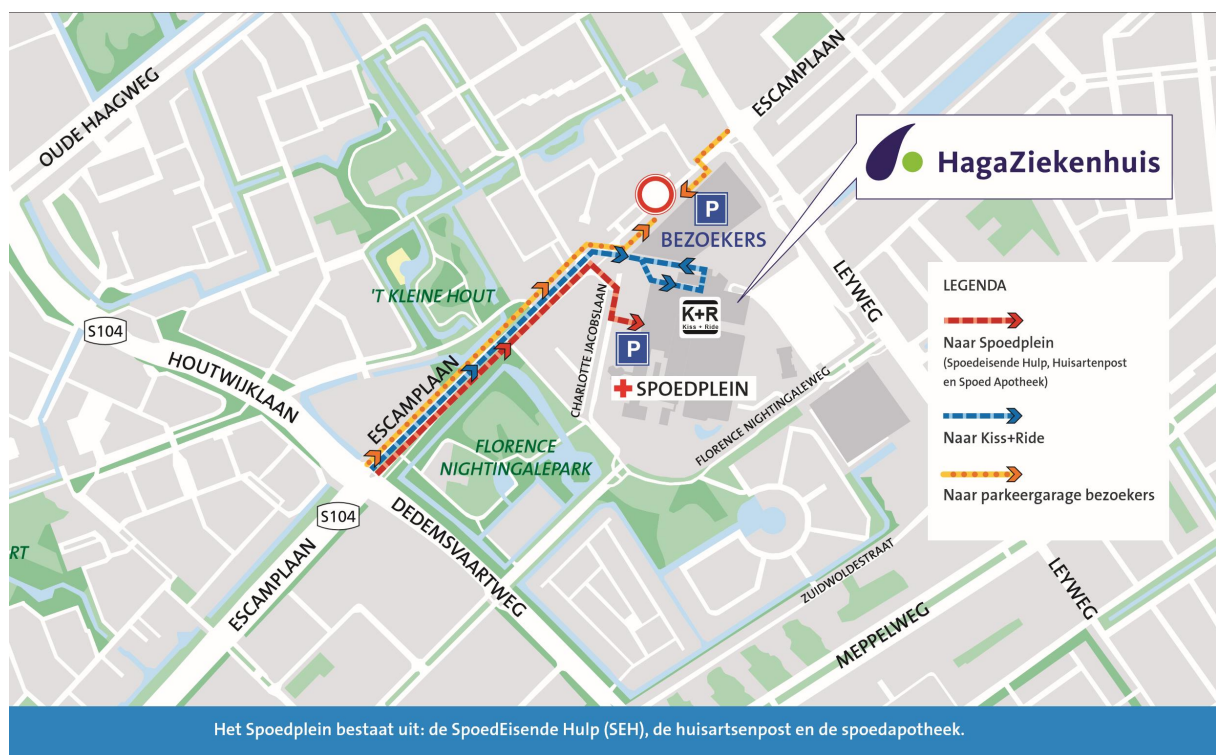 OUDE HAAGWEG
ESCAMPLAAN
HagaZiekenhuis
P
BEZOEKERS
'T KLEINE HOUT
LEYWEG
S104
HOUTWIJKLAAN
K+R
Kiss + Ride
P
CHARLOTTE JACOBSLAAN
ESCAMPLAAN
SPOEDPLEIN
FLORENCE
NIGHTINGALEPARK
FLORENCE NIGHTINGALEWEG
LEGENDA
Naar Spoedplein
(Spoedeisende Hulp, Huisartenpost
en Spoed Apotheek)
Naar Kiss+Ride
Naar parkeergarage bezoekers
S104
DEDEMSVAARTWEG
RT
ESCAMPLAAN
ZUIDWOLDESTRAAT
LEYWEG
MEPPELWEG
Het Spoedplein bestaat uit: de SpoedEisende Hulp (SEH), de huisartsenpost en de spoedapotheek.